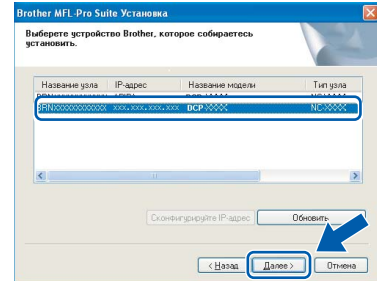 Brother MFL-Pro Suite Установка
Выберете устройство Brother, которое собираетесь
установить.
Название узла IP-адрес Название модели Тип узла
BRNXXXXXXXXXXXX XXX.XXX.XXX.XXX DCP-XXXX NC-XXXX
Сконфигурируйте IP-адрес Обновить
< Назад Далее > Отмена